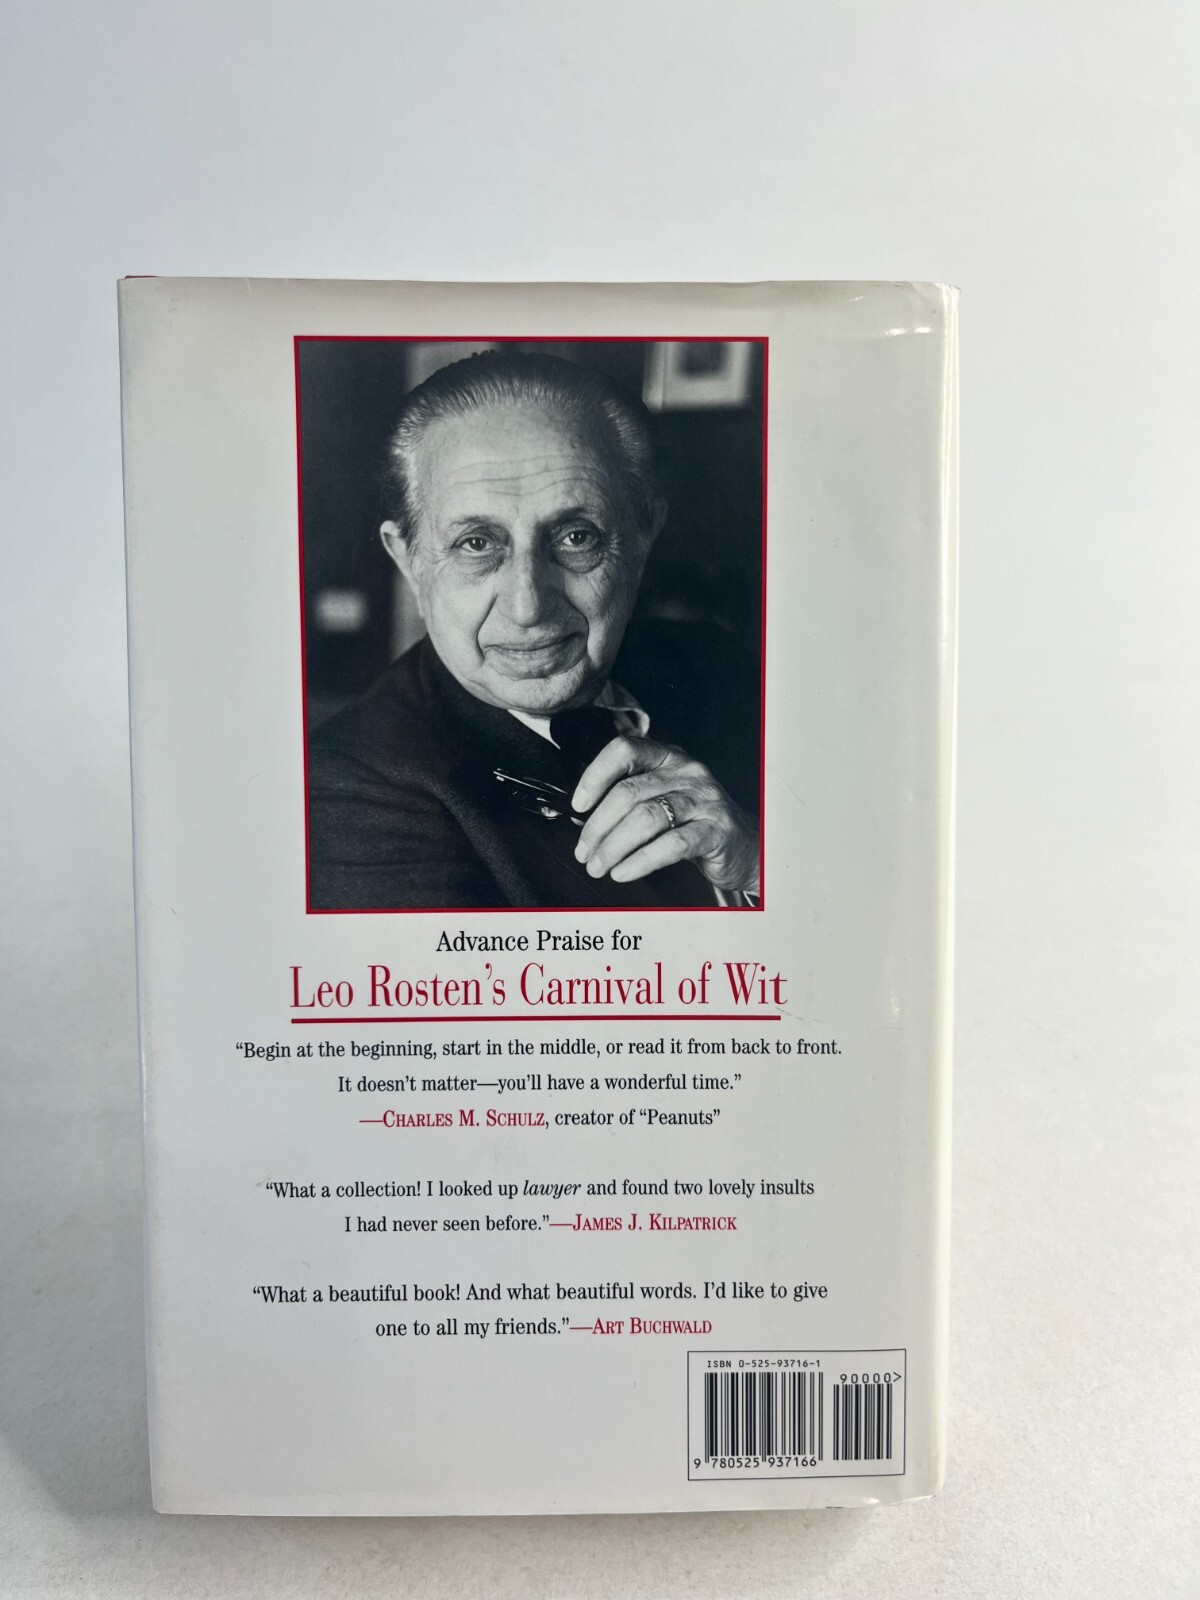 Advance Praise for
Leo Rosten's Carnival of Wit
“Begin at the beginning, start in the middle, or read it from back to front.
It doesn't matter—you'll have a wonderful time.”
—CHARLES M. SCHULZ, creator of “Peanuts”
“What a collection! I looked up lawyer and found two lovely insults
I had never seen before.”—JAMES J. KILPATRICK
“What a beautiful book! And what beautiful words. I'd like to give
one to all my friends.”—ART BUCHWALD
ISBN 0-525-93716-1
90000>
9 780525 937166